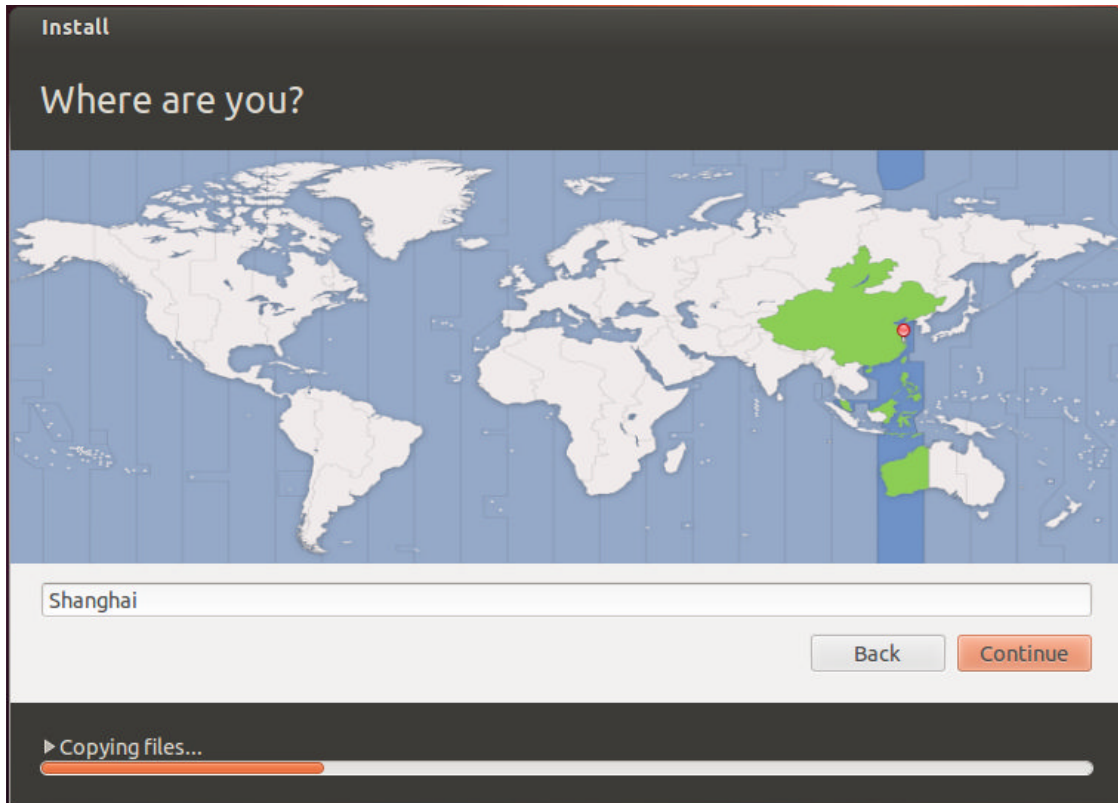 Install
Where are you?
Shanghai
Back
Continue
Copying files...